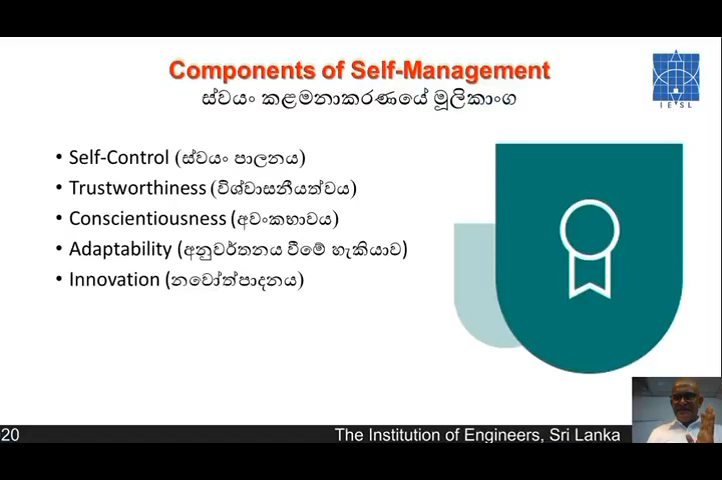 Components of Self-Management
ස්වයං කළමනාකරණයේ මූලිකාංග
IESL
• Self-Control (ස්වයං පාලනය)
• Trustworthiness (විශ්වාසනීයත්වය)
• Conscientiousness (අවංකභාවය)
• Adaptability (අනුවර්තනය වීමේ හැකියාව)
• Innovation (නවෝත්පාදනය)
20
The Institution of Engineers, Sri Lanka